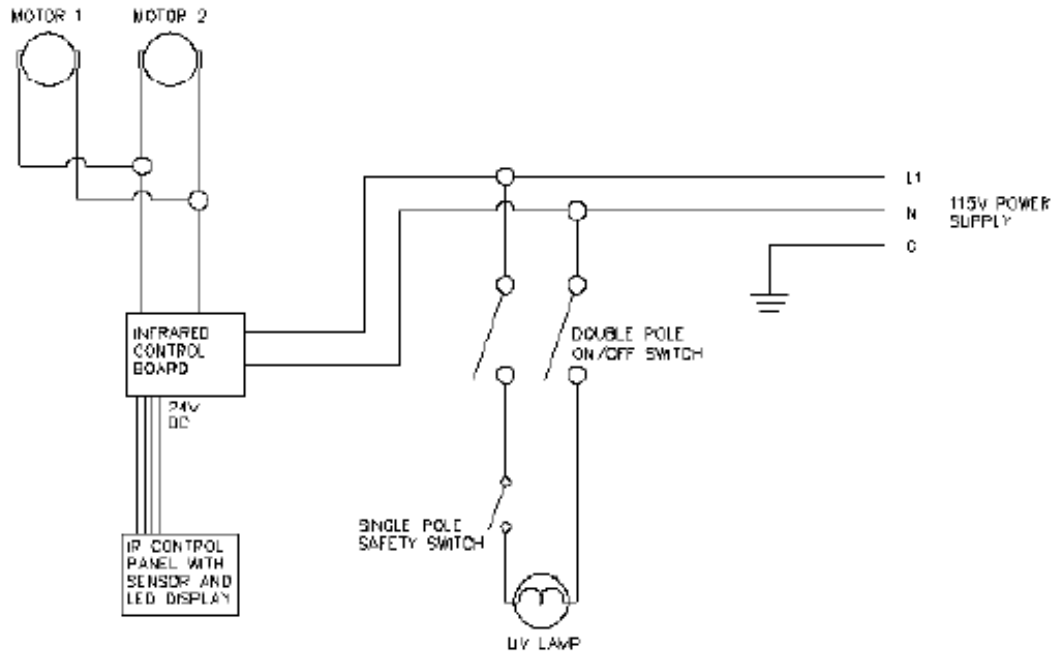 MOTOR 1
MOTOR 2
L1
N
G
115V POWER
SUPPLY
INFRARED
CONTROL
BOARD
DOUBLE POLE
ON/OFF SWITCH
24V
DC
SINGLE POLE
SAFETY SWITCH
IR CONTROL
PANEL WITH
SENSOR AND
LED DISPLAY
UV LAMP